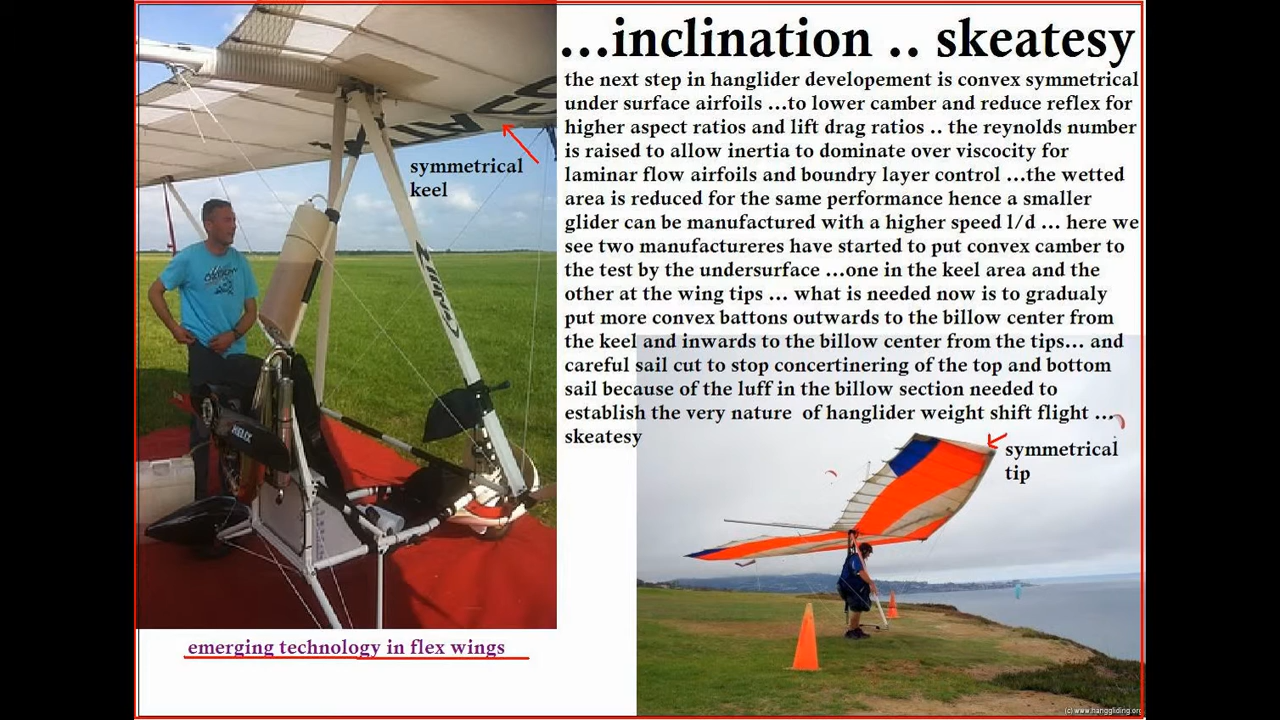 ...inclination .. skeatesy
the next step in hanglider developement is convex symmetrical
under surface airfoils ...to lower camber and reduce reflex for
higher aspect ratios and lift drag ratios .. the reynolds number
is raised to allow inertia to dominate over viscocity for
laminar flow airfoils and boundry layer control ...the wetted
area is reduced for the same performance hence a smaller
glider can be manufactured with a higher speed l/d ... here we
see two manufactureres have started to put convex camber to
the test by the undersurface ...one in the keel area and the
other at the wing tips ... what is needed now is to gradualy
put more convex battons outwards to the billow center from
the keel and inwards to the billow center from the tips... and
careful sail cut to stop concertinering of the top and bottom
sail because of the luff in the billow section needed to
establish the very nature of hanglider weight shift flight ...
skeatesy
symmetrical
keel
HELIX
emerging technology in flex wings
symmetrical
tip
(c) www.hanggliding.org